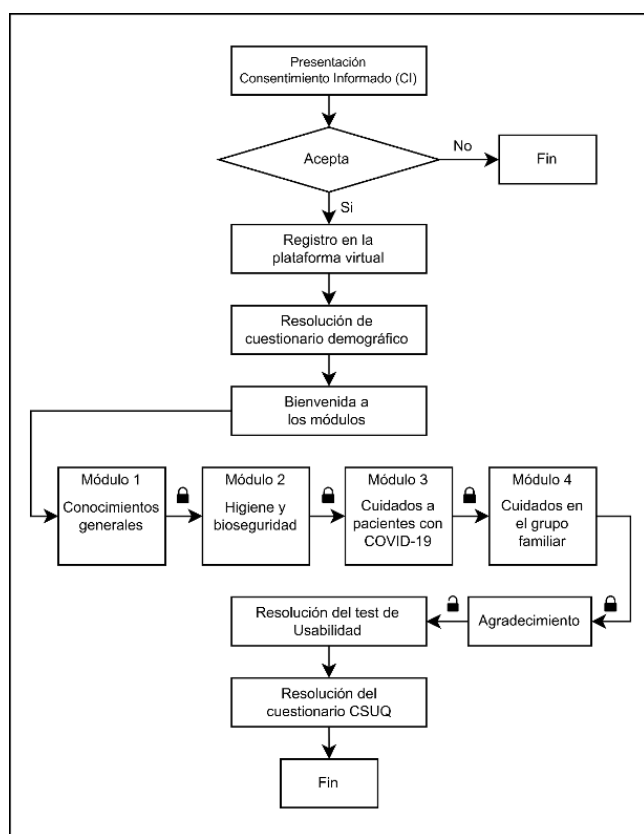 Presentación
Consentimiento Informado (CI)
Acepta
No
Fin
Si
Registro en la
plataforma virtual
Resolución de
cuestionario demográfico
Bienvenida a
los módulos
Módulo 1
Conocimientos
generales
Módulo 2
Higiene y
bioseguridad
Módulo 3
Cuidados a
pacientes con
COVID-19
Módulo 4
Cuidados en
el grupo
familiar
Agradecimiento
Resolución del test de
Usabilidad
Resolución del
cuestionario CSUQ
Fin